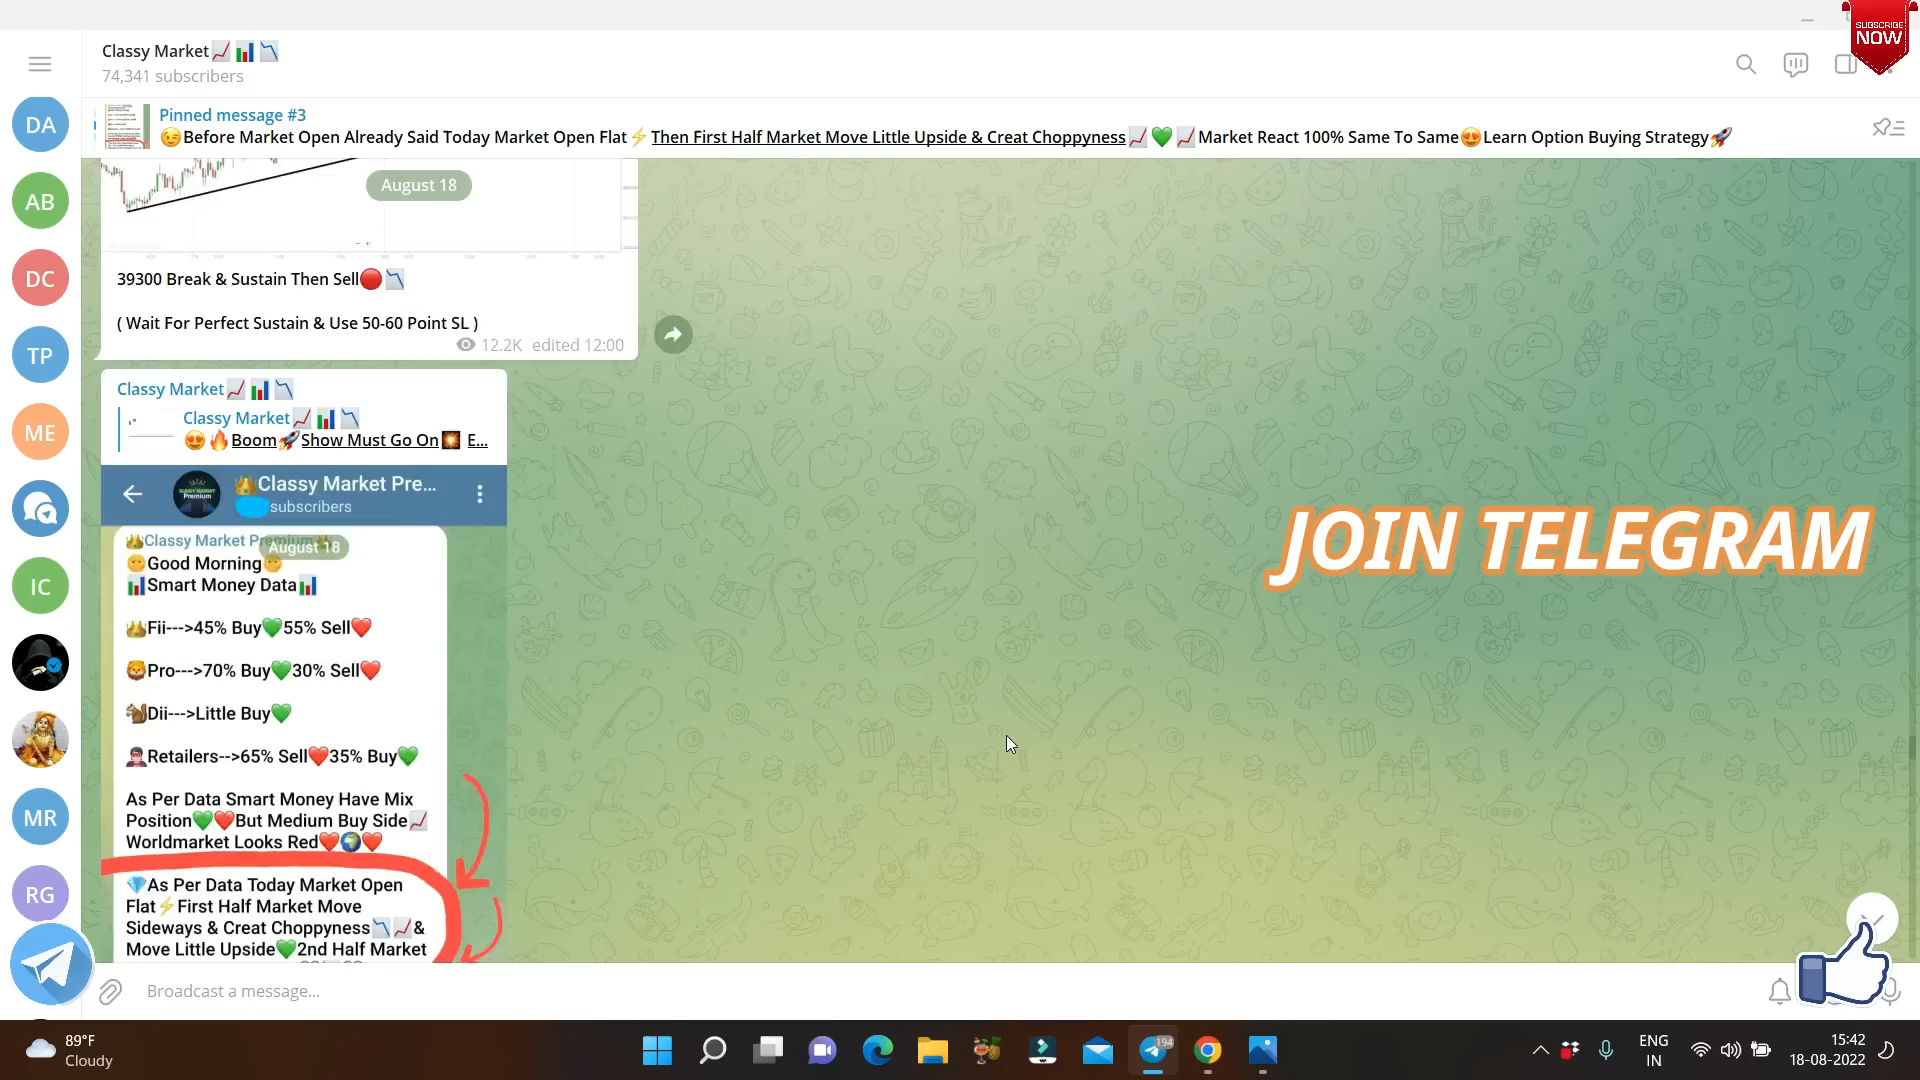 SUBSCRIBE
NOW
Classy Market📈📊📉
74,341 subscribers
Pinned message #3
😉Before Market Open Already Said Today Market Open Flat⚡Then First Half Market Move Little Upside & Creat Choppyness📈💚📈Market React 100% Same To Same😍Learn Option Buying Strategy🚀
DA
AB
DC
TP
ME
IC
MR
RG
August 18
39300 Break & Sustain Then Sell🔴📉
( Wait For Perfect Sustain & Use 50-60 Point SL )
12.2K edited 12:00
Classy Market📈📊📉
Classy Market📈📊📉
😍🔥Boom🚀Show Must Go On💥 E...
👑Classy Market Pre...
subscribers
👑Classy Market Premium👑
August 18
🌞Good Morning🌞
📊Smart Money Data📊
👑Fii--->45% Buy💚55% Sell❤️
🦁Pro--->70% Buy💚30% Sell❤️
🐿️Dii--->Little Buy💚
Retailers-->65% Sell❤️35% Buy💚
As Per Data Smart Money Have Mix
Position💚❤️But Medium Buy Side📈
Worldmarket Looks Red❤️🌍❤️
💎As Per Data Today Market Open
Flat⚡First Half Market Move
Sideways & Creat Choppyness📉📈&
Move Little Upside💚2nd Half Market
JOIN TELEGRAM
Broadcast a message...
89°F
Cloudy
194
ENG
IN
15:42
18-08-2022